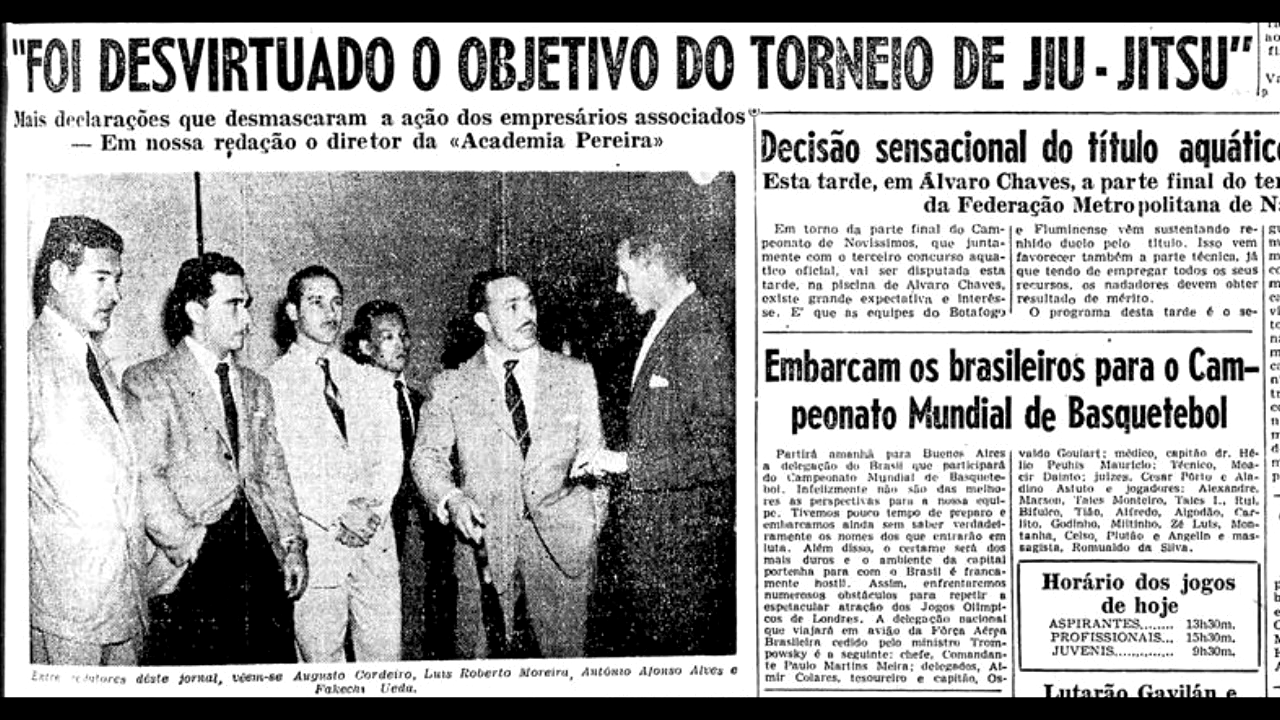 "FOI DESVIRTUADO O OBJETIVO DO TORNEIO DE JIU-JITSU"
Mais declarações que desmascaram a ação dos empresários associados
— Em nossa redação o diretor da «Academia Pereira»
Entre redatores dêste jornal, vêem-se Augusto Cordeiro, Luis Roberto Moreira, Antônio Afonso Alves e
Fakechi Ueda.
Decisão sensacional do título aquátic
Esta tarde, em Álvaro Chaves, a parte final do
da Federação Metropolitana de
Em torno da parte final do Cam-
peonato de Novissimos, que junta-
mente com o terceiro concurso aqua-
tico oficial, vai ser disputada esta
tarde, na piscina de Alvaro Chaves,
existe grande expectativa e interês-
se. E' que as equipes do Botafogo
e Fluminense vêm sustentando re-
nhido duelo pelo titulo. Isso vem
favorecer também a parte técnica, já
que tendo de empregar todos os seus
recursos, os nadadores devem obter
resultado de mérito.
O programa desta tarde é o se-
Embarcam os brasileiros para o Cam-
peonato Mundial de Basquetebol
Partirá amanhã para Buenos Aires
a delegação do Brasil que participará
do Campeonato Mundial de Basquete-
bol. Infelizmente não são das melho-
res as perspectivas para a nossa equi-
pe. Tivemos pouco tempo de preparo e
embarcamos ainda sem saber verdadei-
ramente os nomes dos que entrarão em
luta. Além disso, o certame será dos
mais duros e o ambiente da capital
portenha para com o Brasil é franca-
mente hostil. Assim, enfrentaremos
numerosos obstáculos para repetir a
espetacular atração dos Jogos Olímpi-
cos de Londres. A delegação nacional
que viajará em avião da Fôrça Aérea
Brasileira cedido pelo ministro Trom-
powsky é a seguinte: chefe, Comandan-
te Paulo Martins Meira; delegados, Al-
mir Colares, tesoureiro e capitão, Os-
valdo Goulart; médico, capitão dr. Hé-
lio Mauricio; Técnico, Moa-
cir Daiuto; juizes, Cesar Pôrto e Ala-
dino Astuto e jogadores: Alexandre,
Marson, Tales Monteiro, Tales I., Rui,
Bifulco, Tião, Alfredo, Algodão, Car-
lito, Godinho, Miltinho, Zé Luis, Mon-
tanha, Celso, Plutão e Angelin e mas-
sagista, Romualdo da Silva.
Horário dos jogos
de hoje
ASPIRANTES........ 13h30m.
PROFISSIONAIS... 15h30m.
JUVENIS.............. 9h30m.
Lutarão Gavilán e